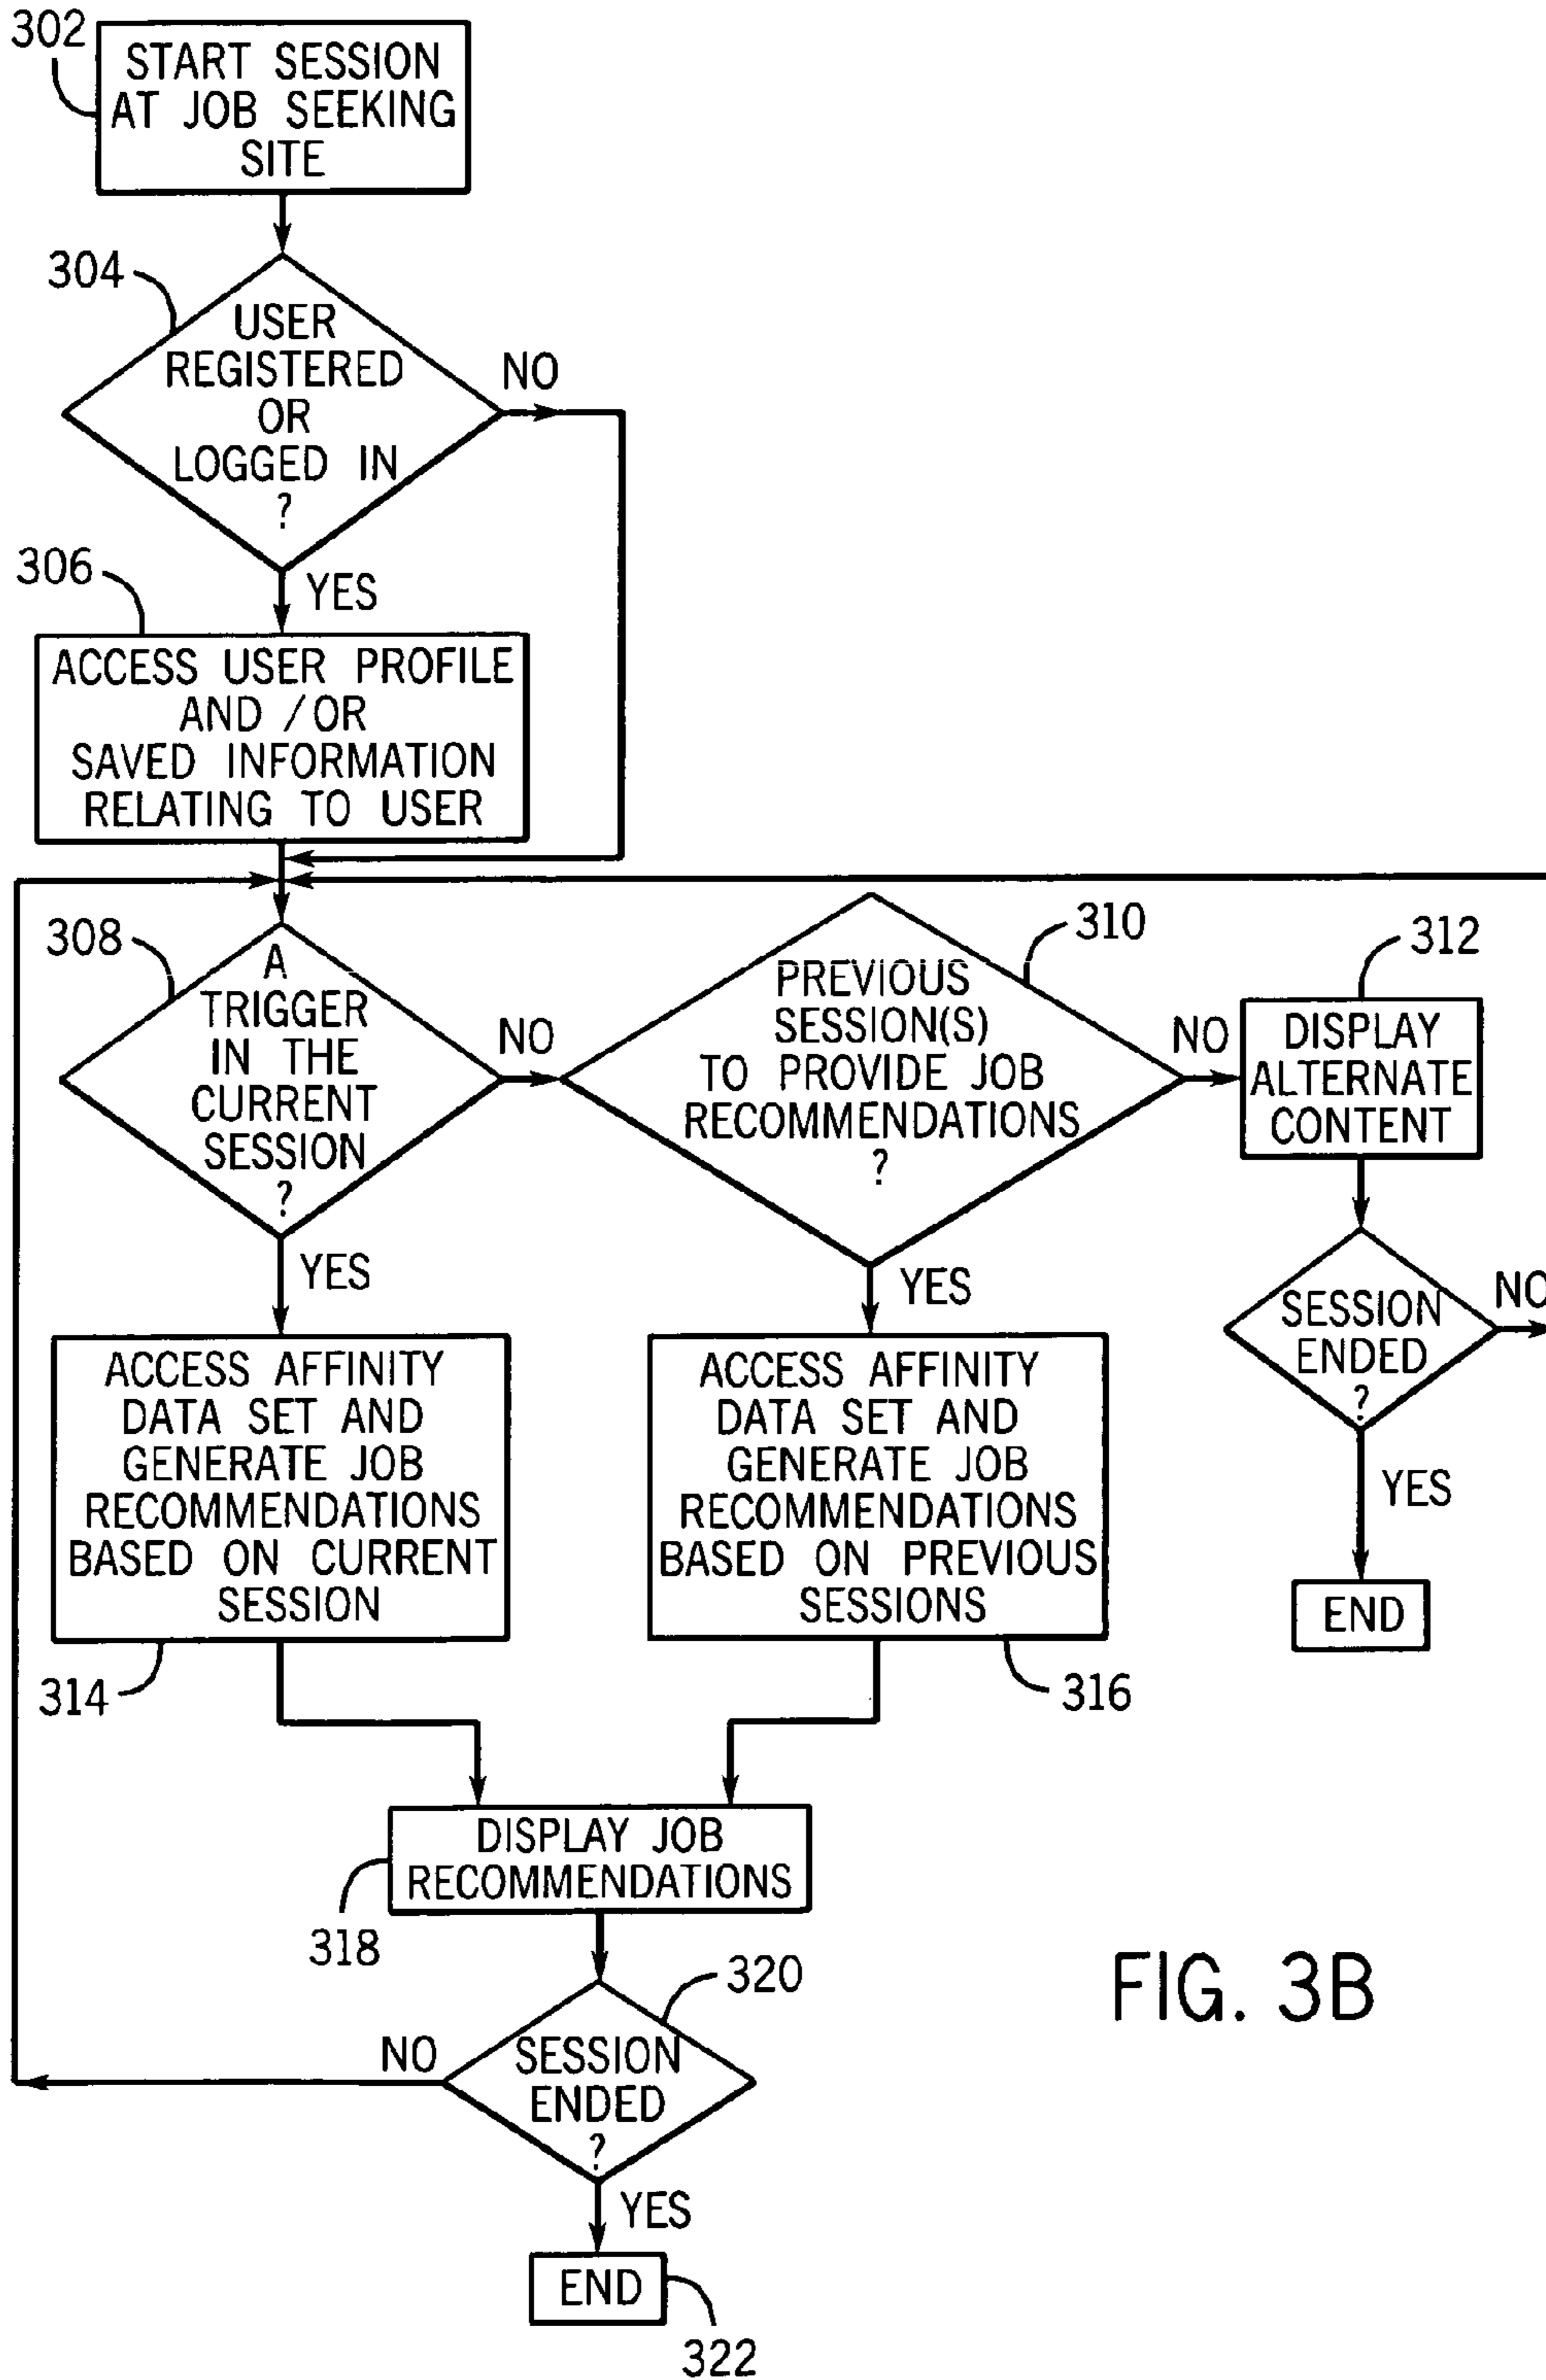 302
START SESSION
AT JOB SEEKING
SITE
304
USER
REGISTERED
OR
LOGGED IN
?
NO
YES
306
ACCESS USER PROFILE
AND /OR
SAVED INFORMATION
RELATING TO USER
308
A
TRIGGER
IN THE
CURRENT
SESSION
?
NO
YES
310
PREVIOUS
SESSION(S)
TO PROVIDE JOB
RECOMMENDATIONS
?
NO
YES
312
DISPLAY
ALTERNATE
CONTENT
SESSION
ENDED
?
NO
YES
END
ACCESS AFFINITY
DATA SET AND
GENERATE JOB
RECOMMENDATIONS
BASED ON CURRENT
SESSION
314
ACCESS AFFINITY
DATA SET AND
GENERATE JOB
RECOMMENDATIONS
BASED ON PREVIOUS
SESSIONS
316
DISPLAY JOB
RECOMMENDATIONS
318
320
SESSION
ENDED
?
NO
YES
END
322
FIG. 3B